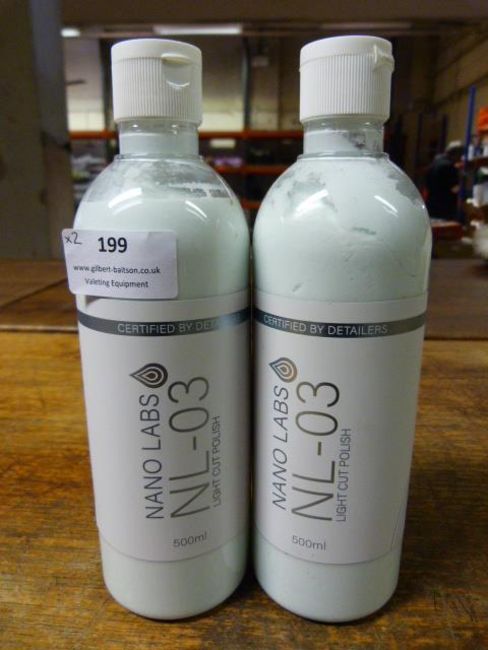 x2 199
www.gilbert-baitson.co.uk
Valeting Equipment
CERTIFIED BY DETAILERS
NANO LABS
NL-03
LIGHT CUT POLISH
500ml
CERTIFIED BY DETAILERS
NANO LABS
NL-03
LIGHT CUT POLISH
500ml